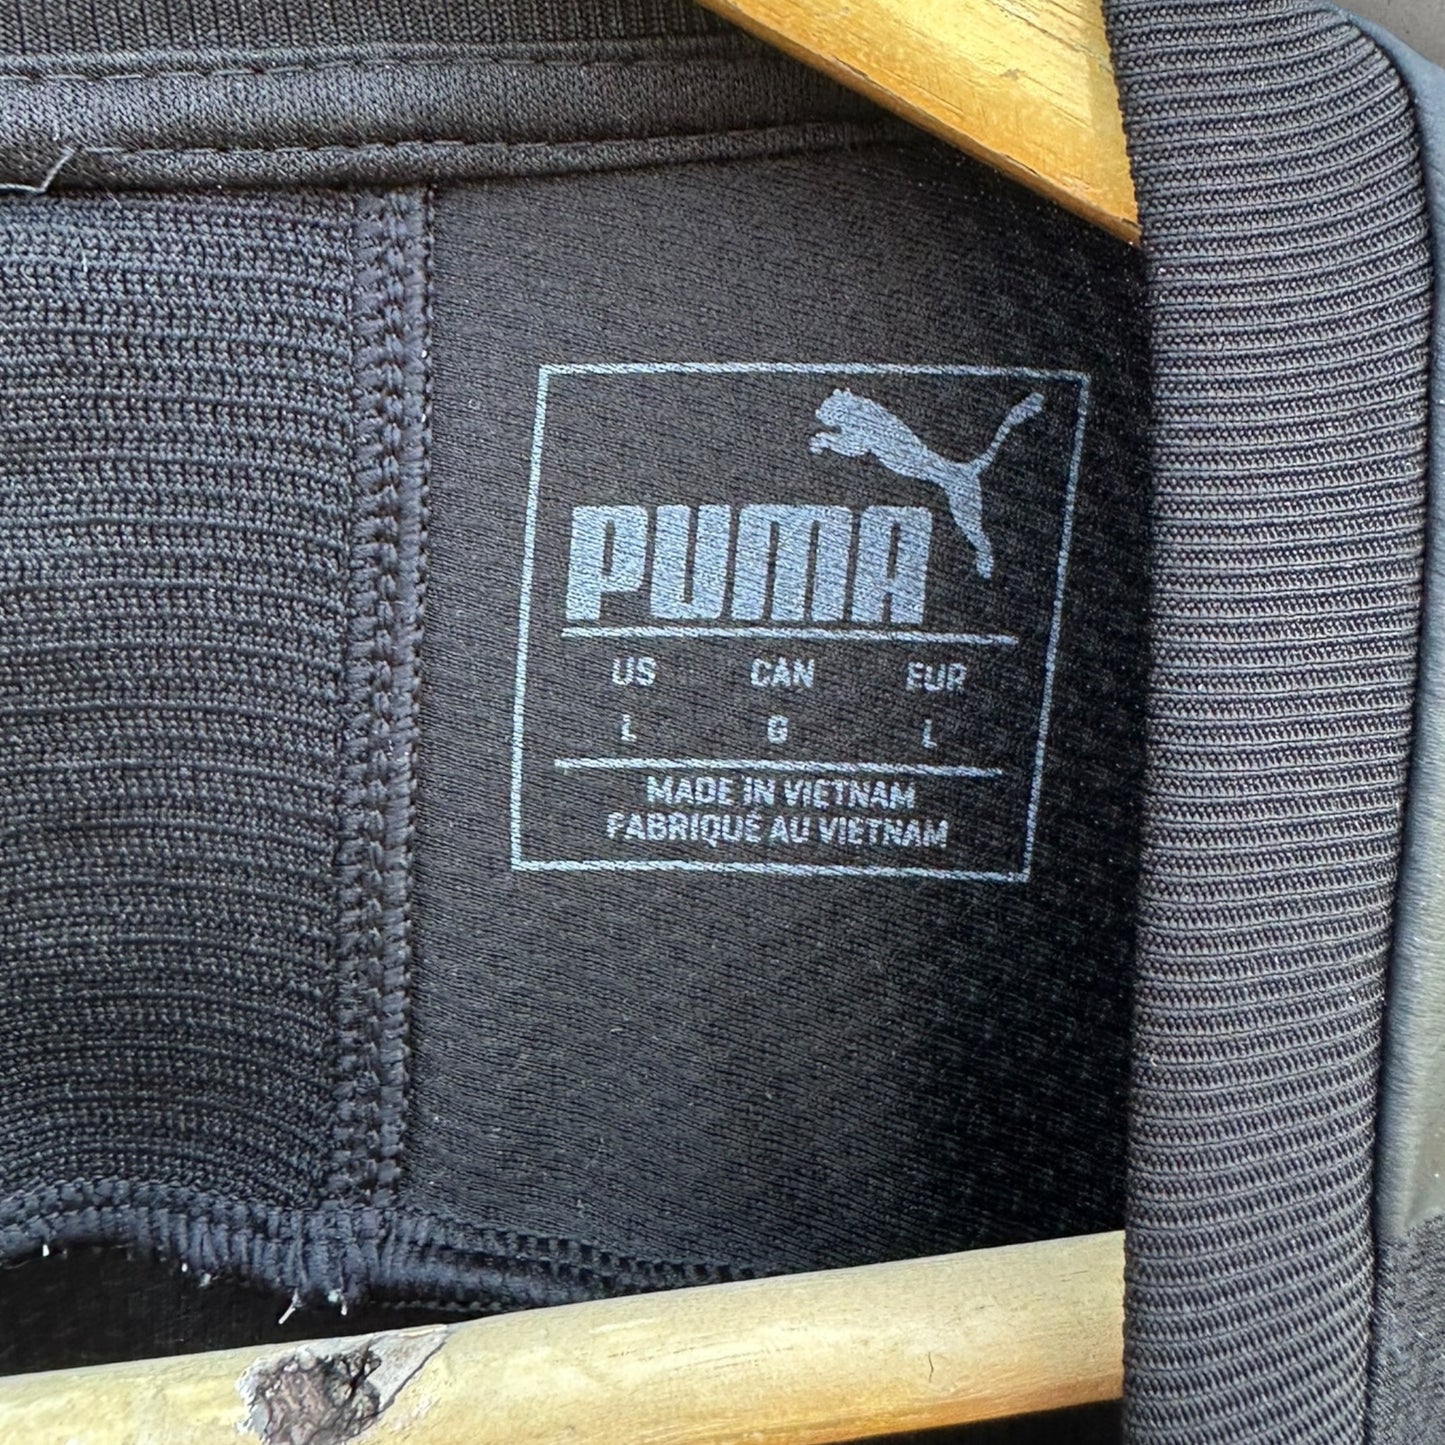 PUMA
US CAN EUR
L G L
MADE IN VIETNAM
FABRIQUÉ AU VIETNAM